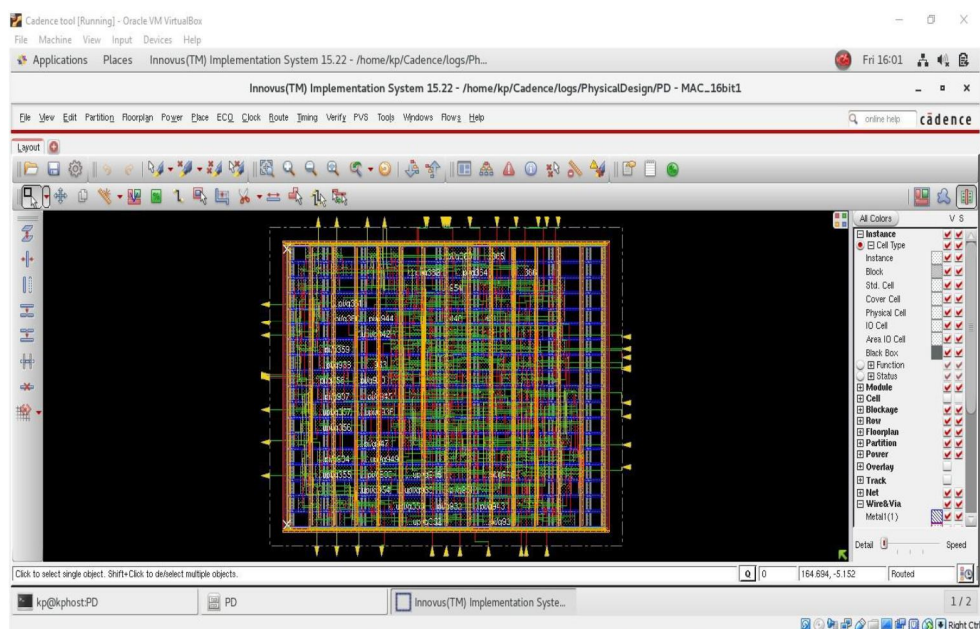 Cadence tool [Running] - Oracle VM VirtualBox
File Machine View Input Devices Help
Applications Places Innovus(TM) Implementation System 15.22 - /home/kp/Cadence/logs/Ph... Fri 16:01
Innovus(TM) Implementation System 15.22 - /home/kp/Cadence/logs/PhysicalDesign/PD - MAC_16bit1
File View Edit Partition Floorplan Power Place ECO Clock Route Timing Verify PVS Tools Windows Flows Help online help cādence
Layout
All Colors V S
Instance
Cell Type
Instance
Block
Std. Cell
Cover Cell
Physical Cell
IO Cell
Area IO Cell
Black Box
Function
Status
Module
Cell
Blockage
Row
Floorplan
Partition
Power
Overlay
Track
Net
Wire&Via
Metal1(1)
Detail Speed
Click to select single object. Shift+Click to de/select multiple objects. Q 0 164.694, -5.152 Routed
kp@kphost:PD PD Innovus(TM) Implementation Syste... 1 / 2